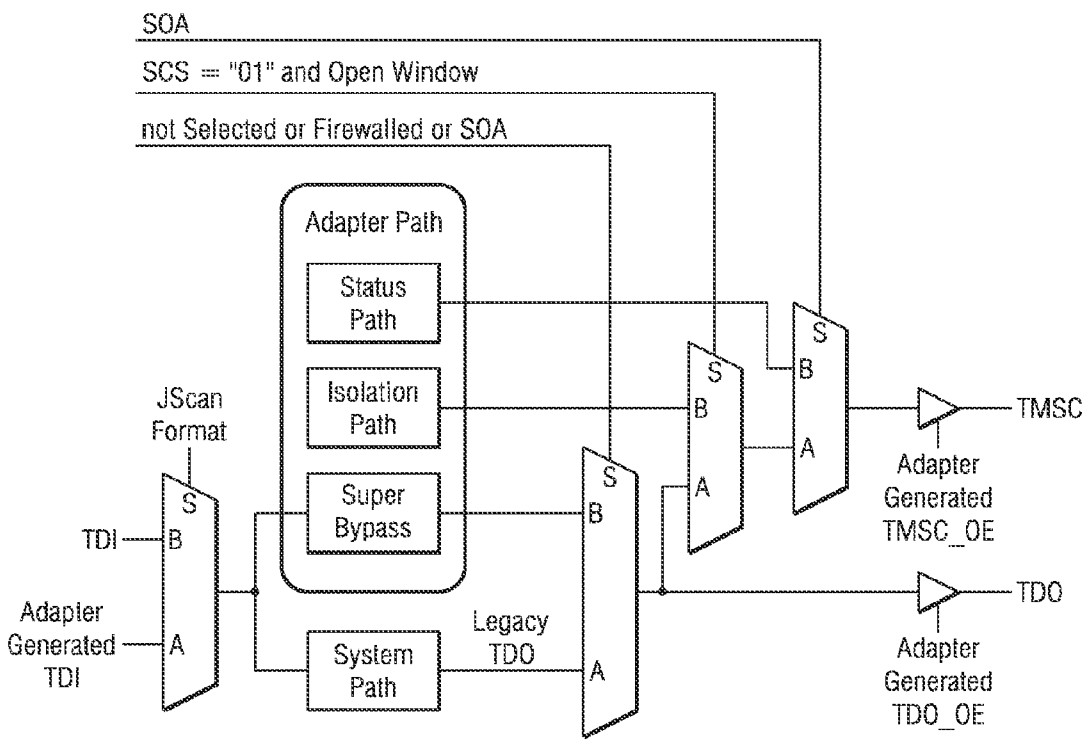 SOA
SCS = "01" and Open Window
not Selected or Firewalled or SOA
Adapter Path
Status
Path
Isolation
Path
Super
Bypass
System
Path
JScan
Format
S
B
A
TDI
Adapter
Generated
TDI
Legacy
TDO
S
B
A
S
B
A
S
B
A
TMSC
Adapter
Generated
TMSC_OE
TDO
Adapter
Generated
TDO_OE